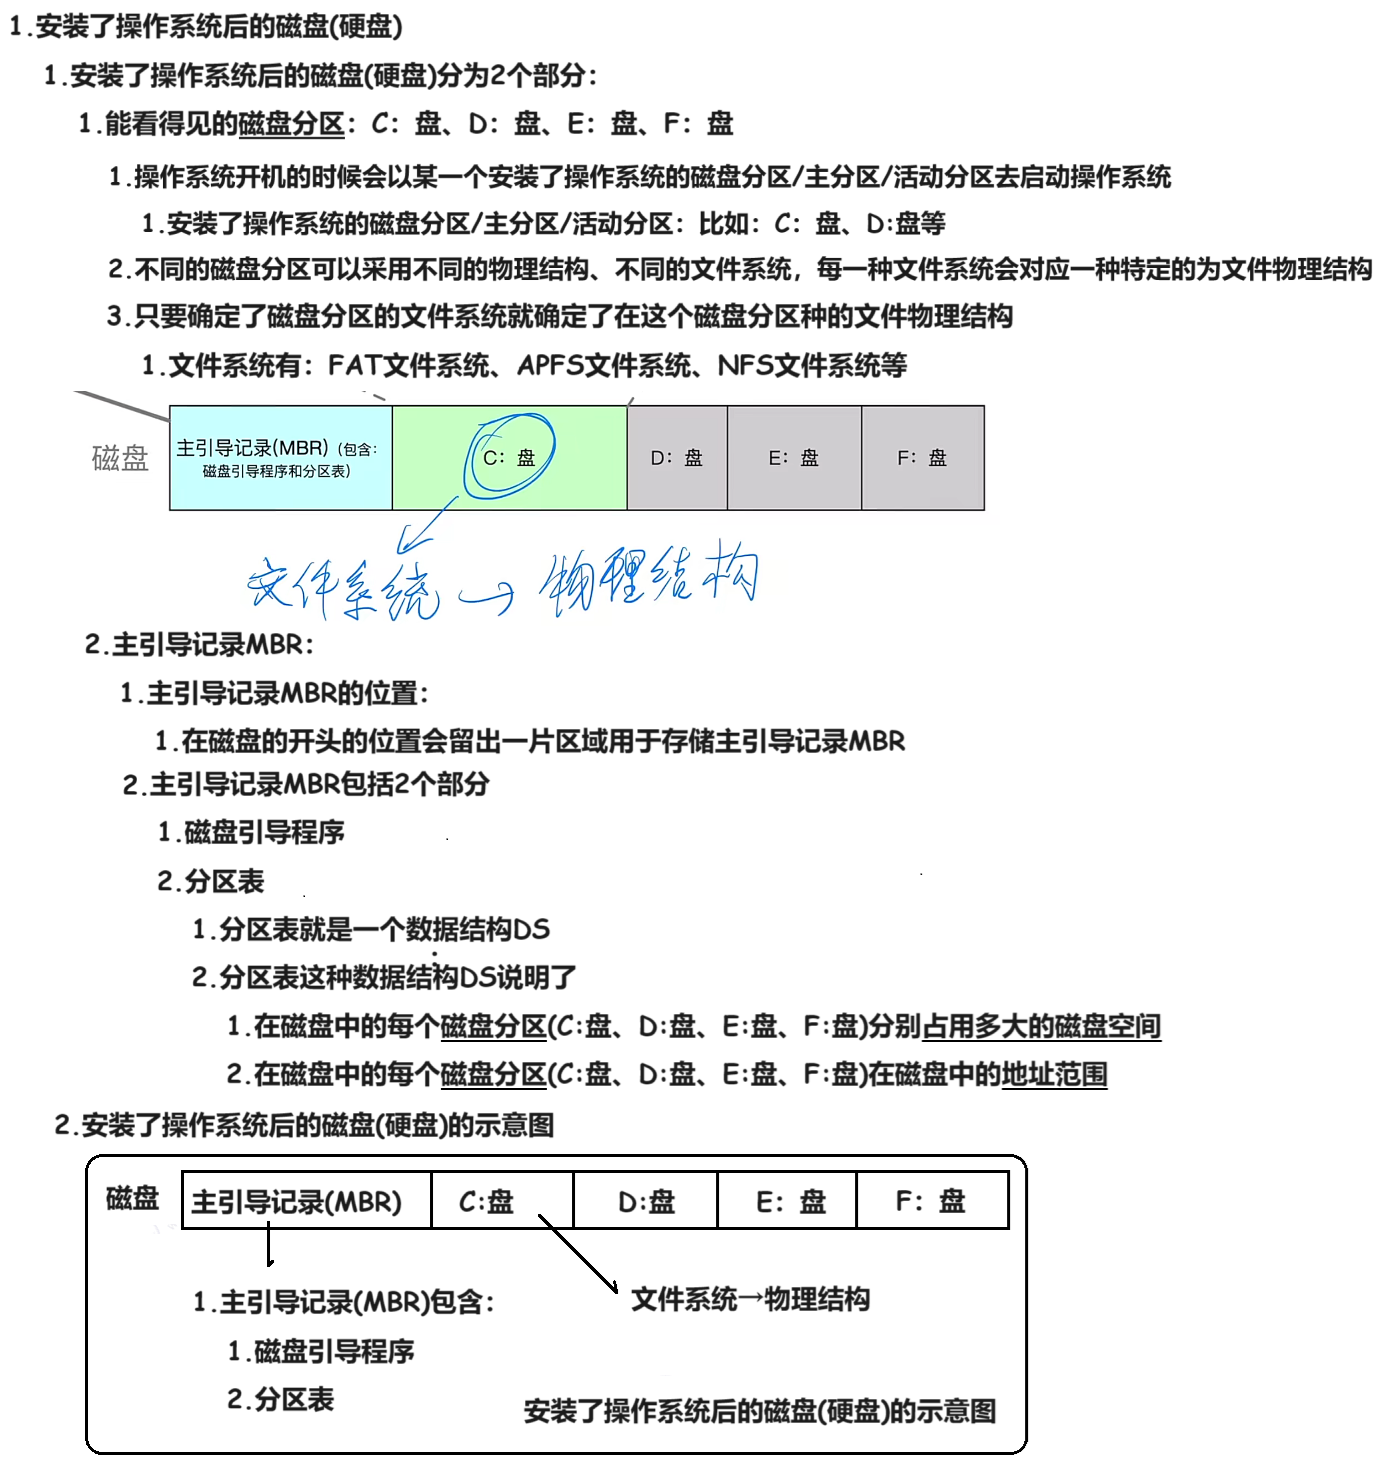 1.安装了操作系统后的磁盘(硬盘)
1.安装了操作系统后的磁盘(硬盘)分为2个部分：
1.能看得见的磁盘分区：C：盘、D：盘、E：盘、F：盘
1.操作系统开机的时候会以某一个安装了操作系统的磁盘分区/主分区/活动分区去启动操作系统
1.安装了操作系统的磁盘分区/主分区/活动分区：比如：C：盘、D:盘等
2.不同的磁盘分区可以采用不同的物理结构、不同的文件系统，每一种文件系统会对应一种特定的为文件物理结构
3.只要确定了磁盘分区的文件系统就确定了在这个磁盘分区种的文件物理结构
1.文件系统有：FAT文件系统、APFS文件系统、NFS文件系统等
磁盘 主引导记录(MBR)（包含：
磁盘引导程序和分区表） C：盘 D：盘 E：盘 F：盘
文件系统→物理结构
2.主引导记录MBR：
1.主引导记录MBR的位置：
1.在磁盘的开头的位置会留出一片区域用于存储主引导记录MBR
2.主引导记录MBR包括2个部分
1.磁盘引导程序
2.分区表
1.分区表就是一个数据结构DS
2.分区表这种数据结构DS说明了
1.在磁盘中的每个磁盘分区(C:盘、D:盘、E:盘、F:盘)分别占用多大的磁盘空间
2.在磁盘中的每个磁盘分区(C:盘、D:盘、E:盘、F:盘)在磁盘中的地址范围
2.安装了操作系统后的磁盘(硬盘)的示意图
磁盘 主引导记录(MBR) C:盘 D:盘 E：盘 F：盘
1.主引导记录(MBR)包含： 文件系统→物理结构
1.磁盘引导程序
2.分区表
安装了操作系统后的磁盘(硬盘)的示意图